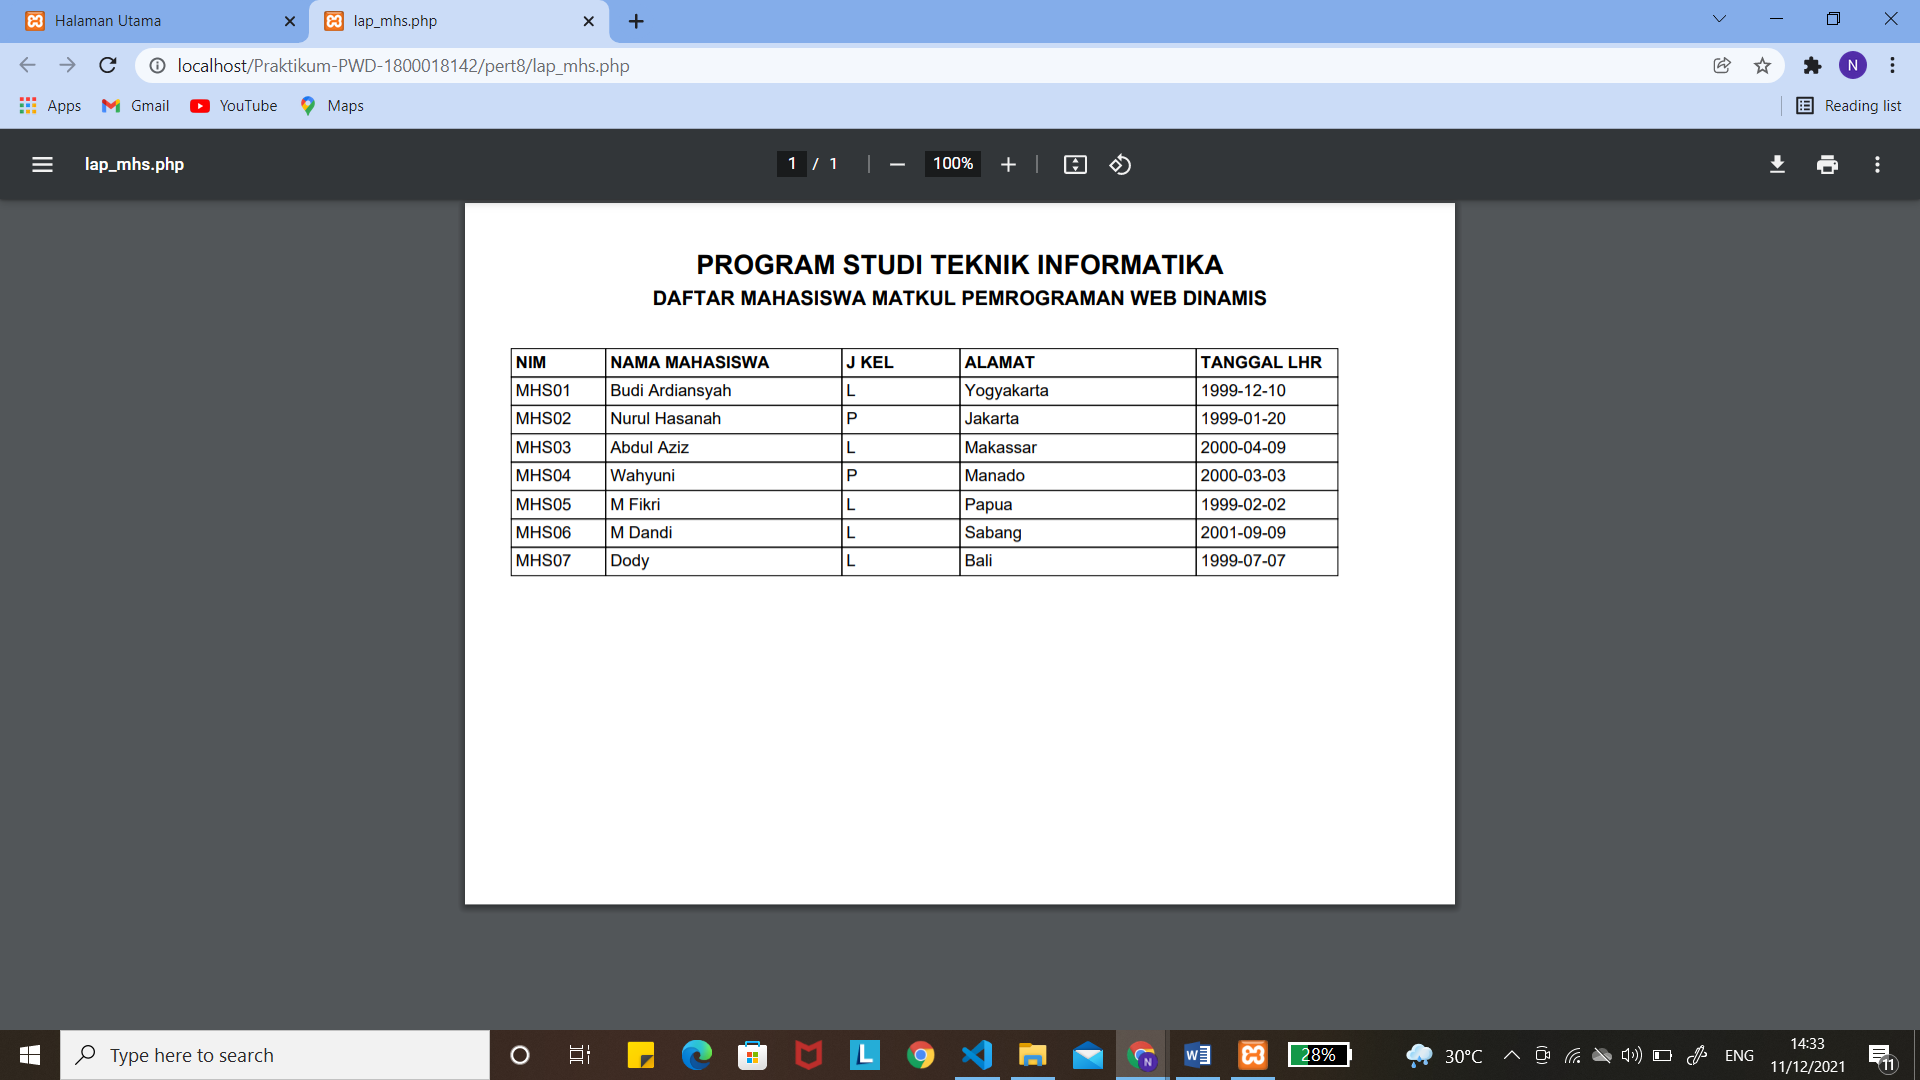 Halaman Utama
lap_mhs.php
localhost/Praktikum-PWD-1800018142/pert8/lap_mhs.php
N
Apps
Gmail
YouTube
Maps
Reading list
lap_mhs.php
1 / 1
100%
PROGRAM STUDI TEKNIK INFORMATIKA
DAFTAR MAHASISWA MATKUL PEMROGRAMAN WEB DINAMIS
NIM NAMA MAHASISWA J KEL ALAMAT TANGGAL LHR
MHS01 Budi Ardiansyah L Yogyakarta 1999-12-10
MHS02 Nurul Hasanah P Jakarta 1999-01-20
MHS03 Abdul Aziz L Makassar 2000-04-09
MHS04 Wahyuni P Manado 2000-03-03
MHS05 M Fikri L Papua 1999-02-02
MHS06 M Dandi L Sabang 2001-09-09
MHS07 Dody L Bali 1999-07-07
Type here to search
L
N
W
28%
30°C
ENG
14:33
11/12/2021
11